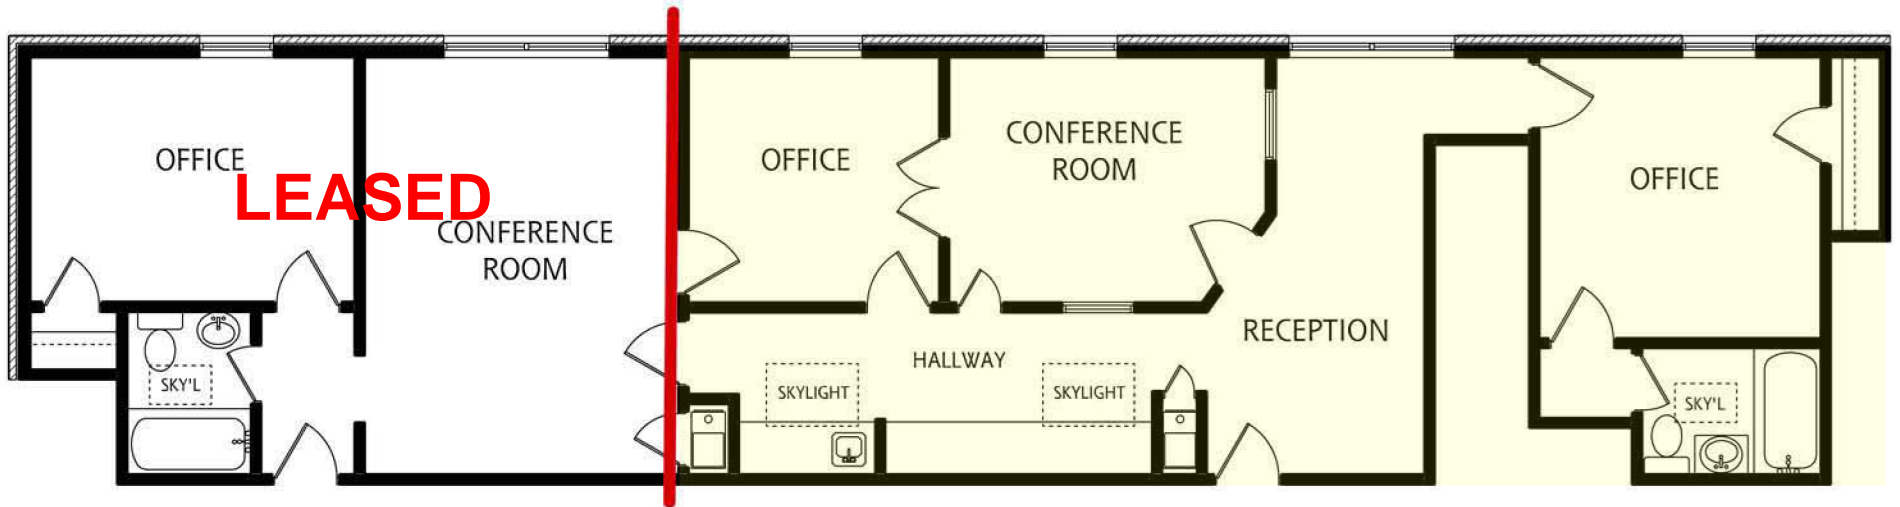 OFFICE
LEASED
CONFERENCE
ROOM
SKY'L
OFFICE
CONFERENCE
ROOM
HALLWAY
SKYLIGHT
SKYLIGHT
RECEPTION
OFFICE
SKY'L